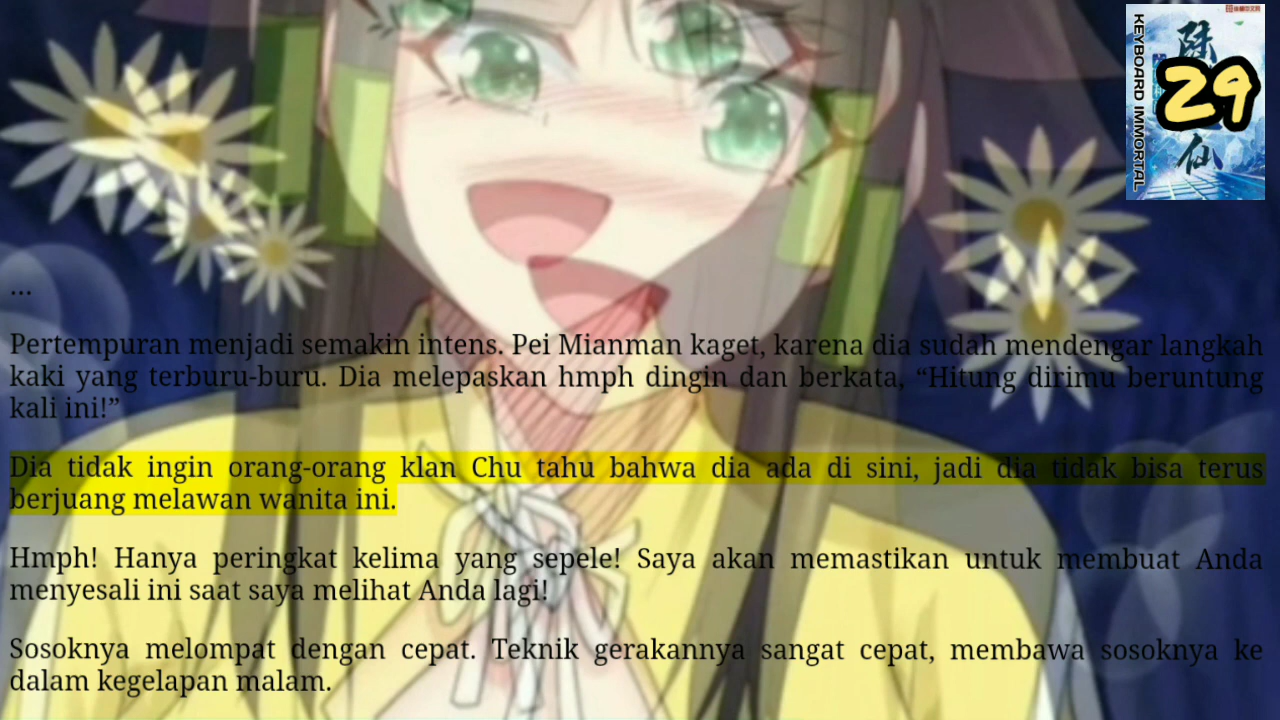 陸
29
仙
KEYBOARD IMMORTAL
...
Pertempuran menjadi semakin intens. Pei Mianman kaget, karena dia sudah mendengar langkah
kaki yang terburu-buru. Dia melepaskan hmph dingin dan berkata, “Hitung dirimu beruntung
kali ini!”
Dia tidak ingin orang-orang klan Chu tahu bahwa dia ada di sini, jadi dia tidak bisa terus
berjuang melawan wanita ini.
Hmph! Hanya peringkat kelima yang sepele! Saya akan memastikan untuk membuat Anda
menyesali ini saat saya melihat Anda lagi!
Sosoknya melompat dengan cepat. Teknik gerakannya sangat cepat, membawa sosoknya ke
dalam kegelapan malam.